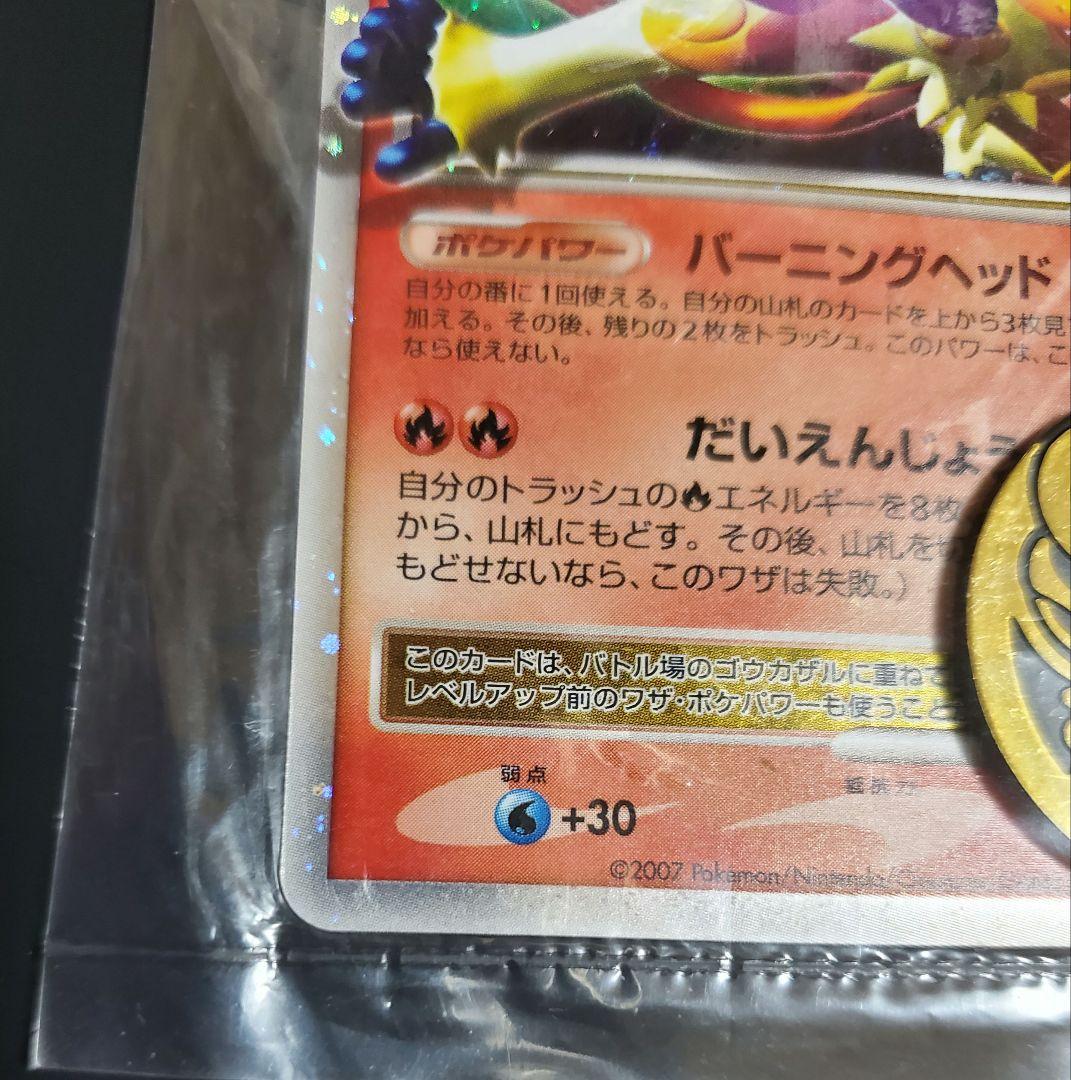 ポケパワー バーニングヘッド
自分の番に1回使える。自分の山札のカードを上から3枚見
加える。その後、残りの2枚をトラッシュ。このパワーは、こ
なら使えない。
だいえんじょう
自分のトラッシュの エネルギーを8枚
から、山札にもどす。その後、山札を切
もどせないなら、このワザは失敗。)
このカードは、バトル場のゴウカザルに重ねて
レベルアップ前のワザ・ポケパワーも使うこと
弱点 抵抗力
+30
©2007 Pokémon/Nintendo/